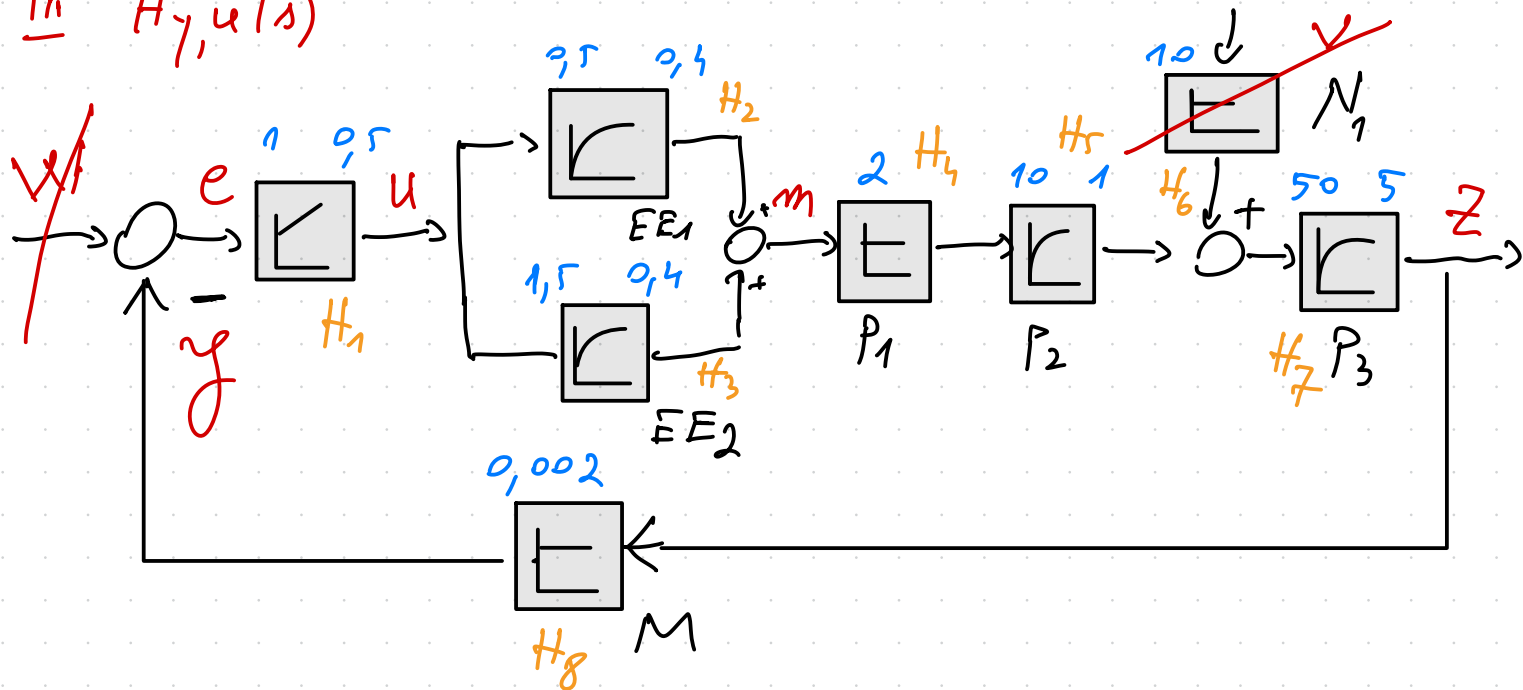 in H y,u (s)
0,5 0,4
H2
10
v
N1
w
e
1 0,5
u
EE1
m
2
H4
H5
10 1
H6
+
50 5
z
+
+
−
y
H1
1,5 0,4
H3
EE2
P1
P2
H7
P3
0,002
M
H8